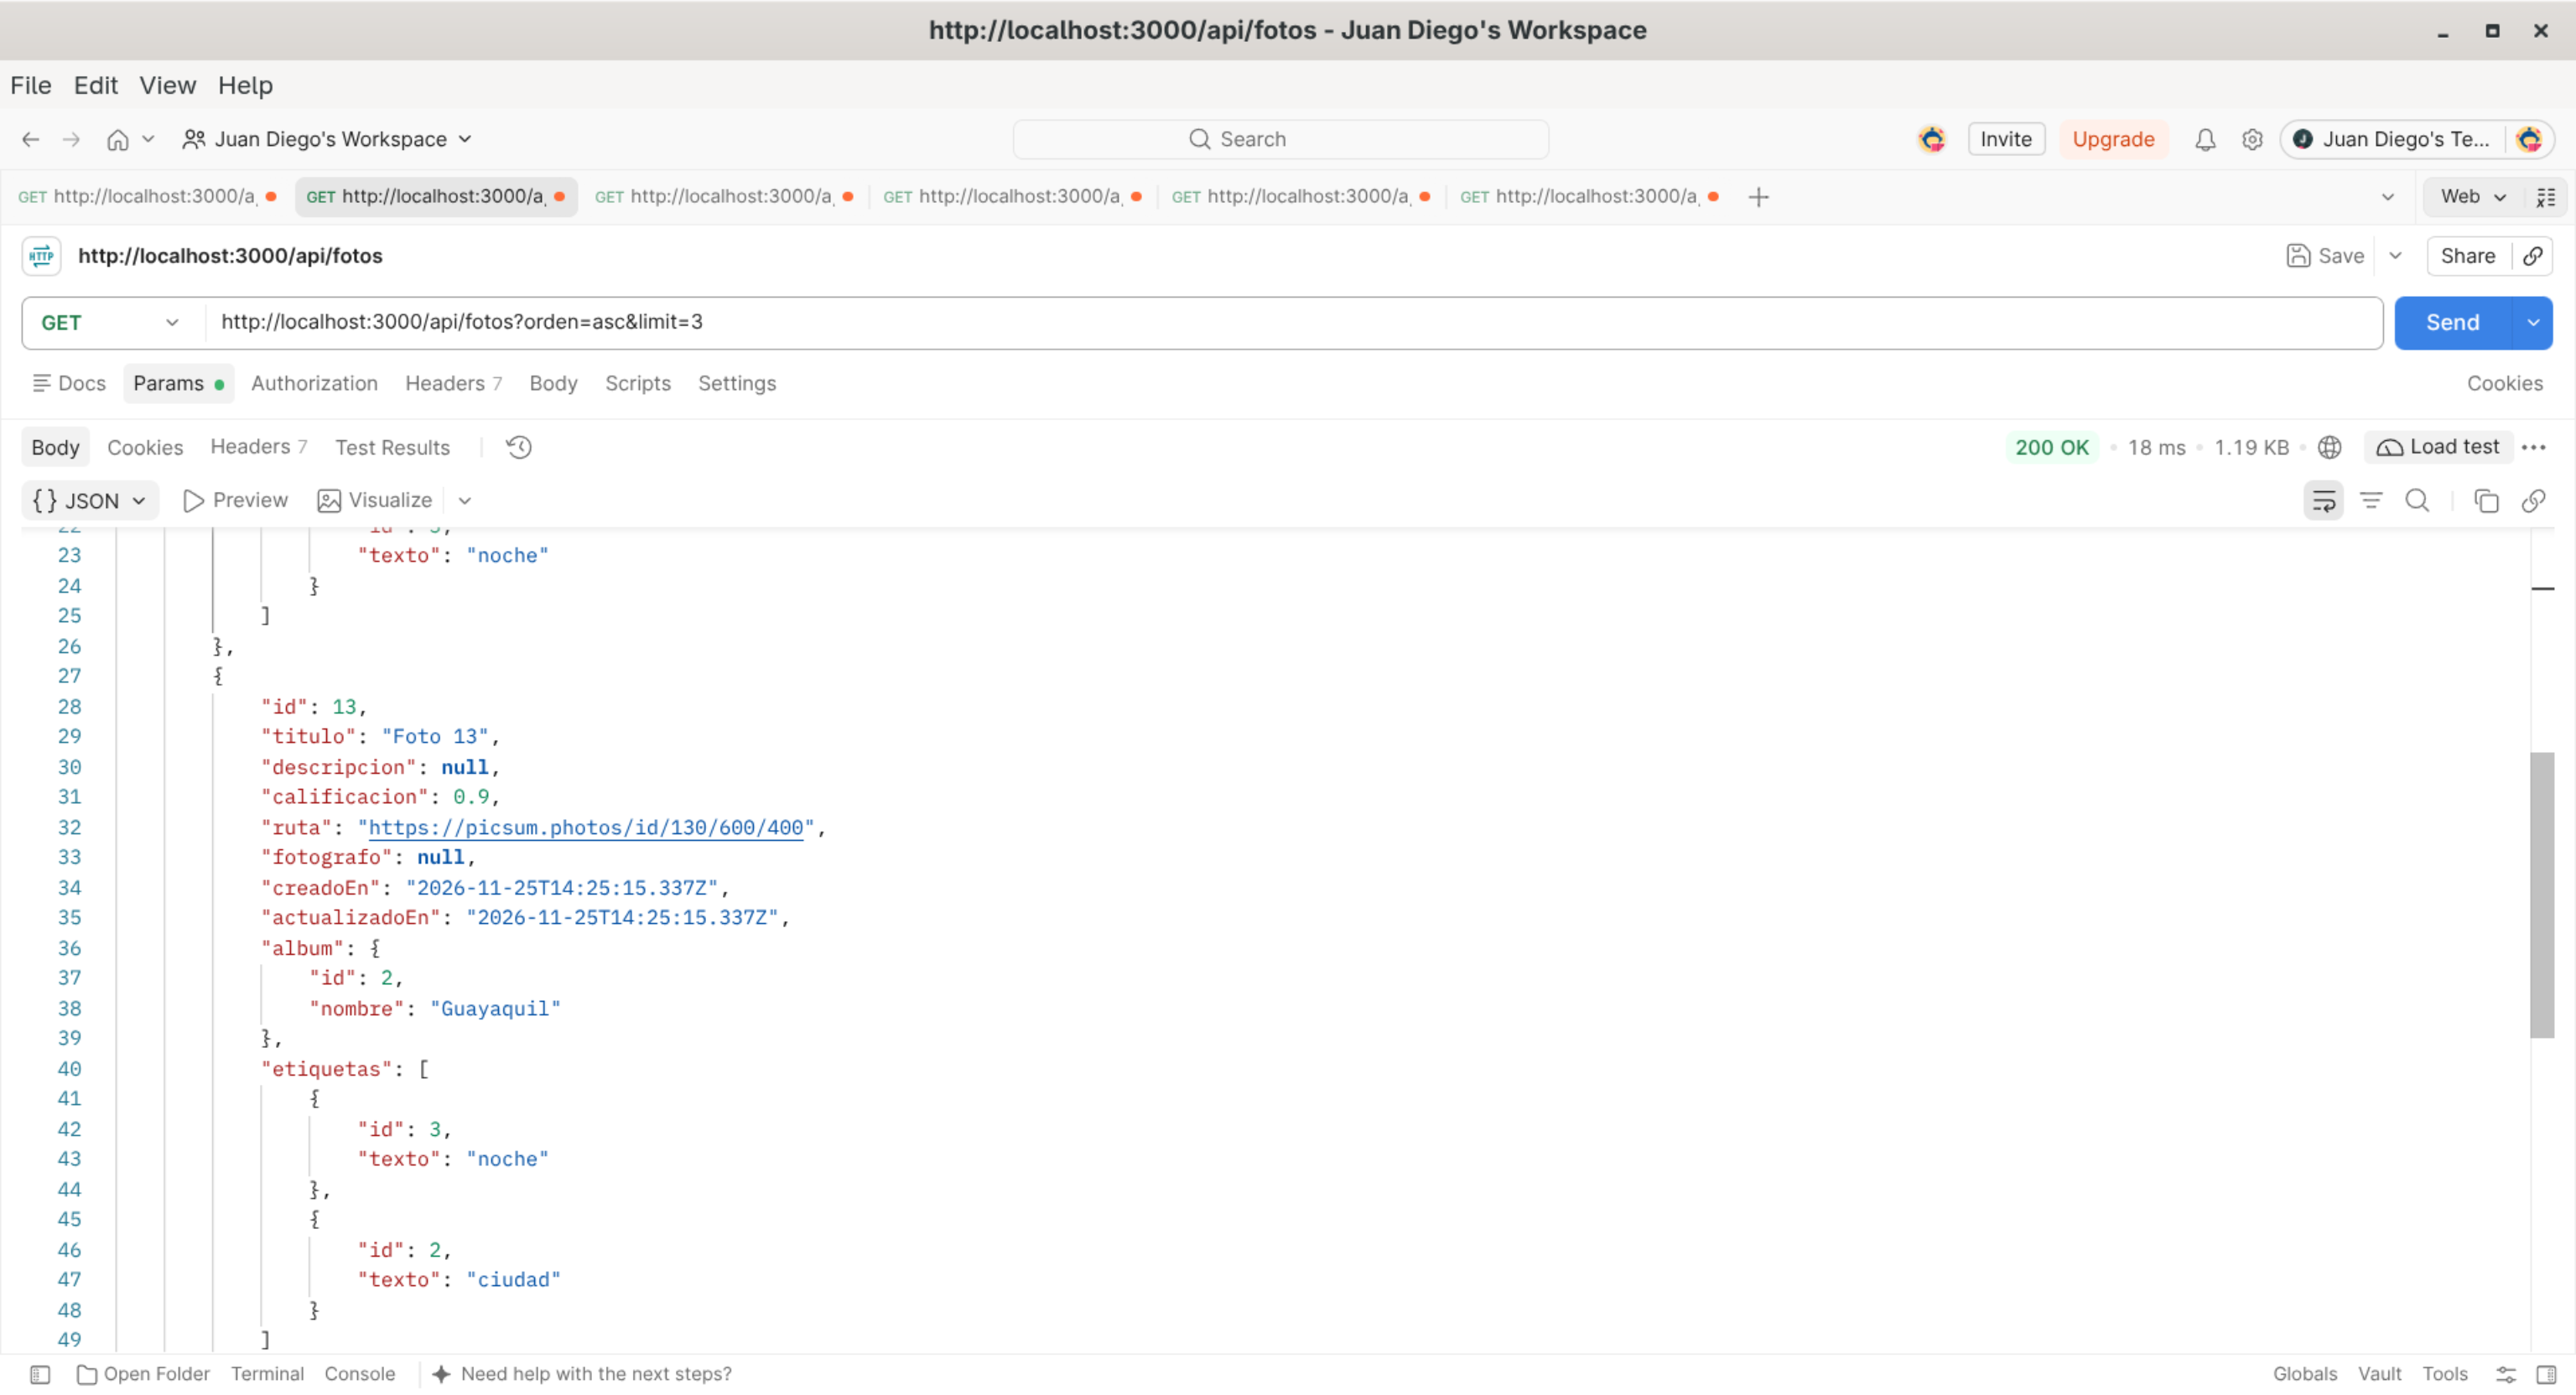 http://localhost:3000/api/fotos - Juan Diego's Workspace
File Edit View Help
Juan Diego's Workspace Search Invite Upgrade Juan Diego's Te...
GET http://localhost:3000/a GET http://localhost:3000/a GET http://localhost:3000/a GET http://localhost:3000/a GET http://localhost:3000/a GET http://localhost:3000/a Web
HTTP http://localhost:3000/api/fotos Save Share
GET http://localhost:3000/api/fotos?orden=asc&limit=3 Send
Docs Params Authorization Headers 7 Body Scripts Settings Cookies
Body Cookies Headers 7 Test Results 200 OK • 18 ms • 1.19 KB • Load test
{} JSON Preview Visualize
22
23 "texto": "noche"
24 }
25 ]
26 },
27 {
28 "id": 13,
29 "titulo": "Foto 13",
30 "descripcion": null,
31 "calificacion": 0.9,
32 "ruta": "https://picsum.photos/id/130/600/400",
33 "fotografo": null,
34 "creadoEn": "2026-11-25T14:25:15.337Z",
35 "actualizadoEn": "2026-11-25T14:25:15.337Z",
36 "album": {
37 "id": 2,
38 "nombre": "Guayaquil"
39 },
40 "etiquetas": [
41 {
42 "id": 3,
43 "texto": "noche"
44 },
45 {
46 "id": 2,
47 "texto": "ciudad"
48 }
49 ]
Open Folder Terminal Console Need help with the next steps? Globals Vault Tools